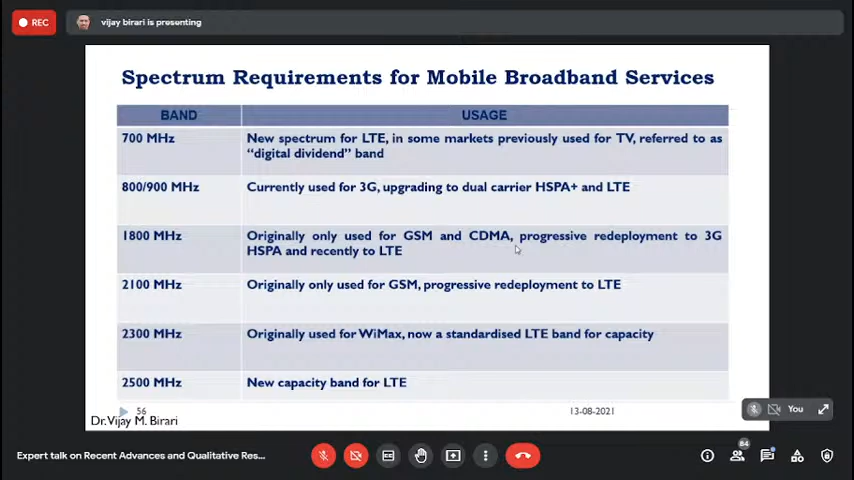 REC
vijay birari is presenting
Spectrum Requirements for Mobile Broadband Services
BAND USAGE
700 MHz New spectrum for LTE, in some markets previously used for TV, referred to as
“digital dividend” band
800/900 MHz Currently used for 3G, upgrading to dual carrier HSPA+ and LTE
1800 MHz Originally only used for GSM and CDMA, progressive redeployment to 3G
HSPA and recently to LTE
2100 MHz Originally only used for GSM, progressive redeployment to LTE
2300 MHz Originally used for WiMax, now a standardised LTE band for capacity
2500 MHz New capacity band for LTE
56 13-08-2021
Dr.Vijay M. Birari
You
Expert talk on Recent Advances and Qualitative Res...
84